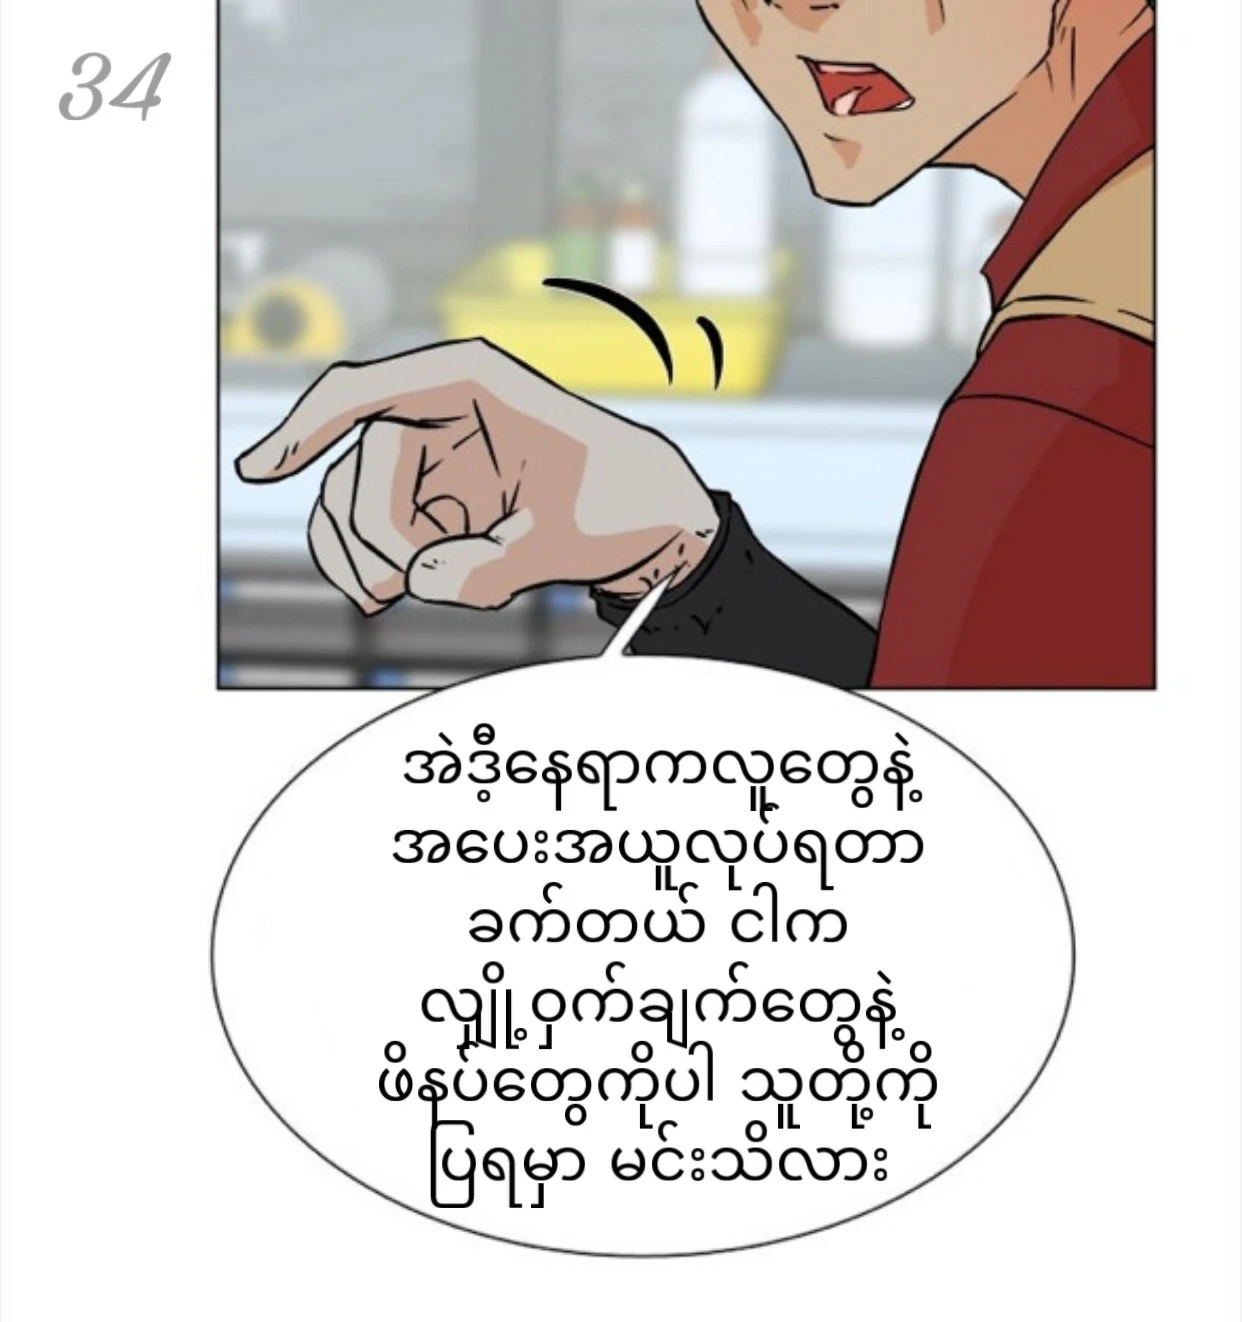 34
အဲဒီ့နေရာကလူတွေနဲ့
အပေးအယူလုပ်ရတာ
ခက်တယ် ငါက
လျှို့ဝှက်ချက်တွေနဲ့
ဖိနပ်တွေကိုပါ သူတို့ကို
ပြရမှာ မင်းသိလား